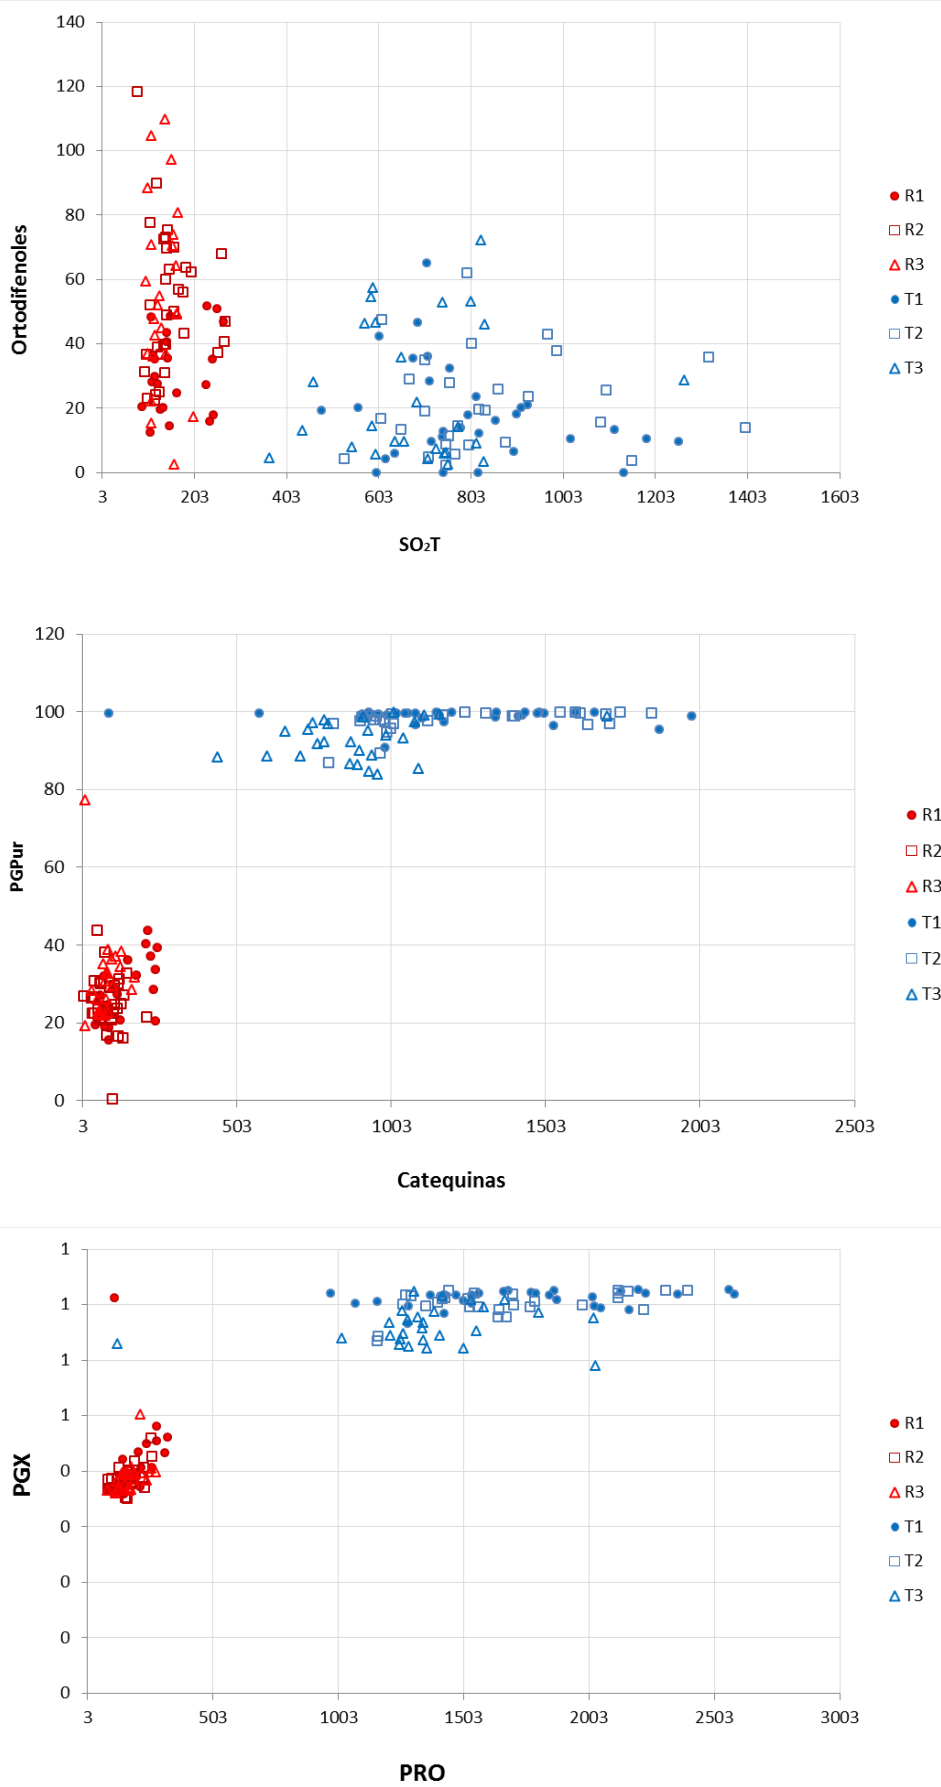 140
120
100
80
60
40
20
0
Ortodifenoles
3 203 403 603 803 1003 1203 1403 1603
SO₂T
R1
R2
R3
T1
T2
T3
120
100
80
60
40
20
0
PGPur
3 503 1003 1503 2003 2503
Catequinas
R1
R2
R3
T1
T2
T3
1
1
1
1
0
0
0
0
0
PGX
3 503 1003 1503 2003 2503 3003
PRO
R1
R2
R3
T1
T2
T3